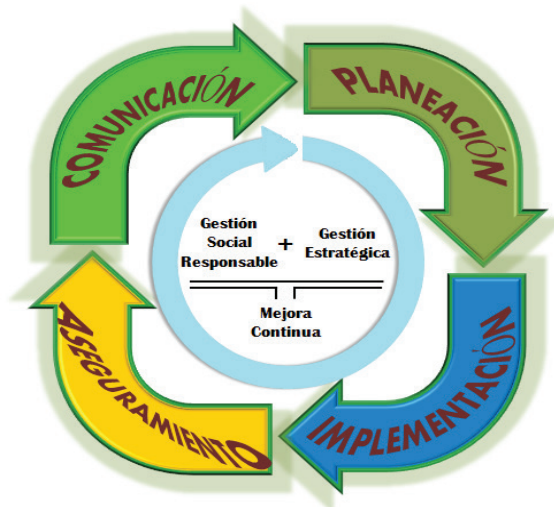 COMUNICACIÓN
PLANEACIÓN
Gestión
Social
Responsable
+
Gestión
Estratégica
Mejora
Continua
IMPLEMENTACIÓN
ASEGURAMIENTO